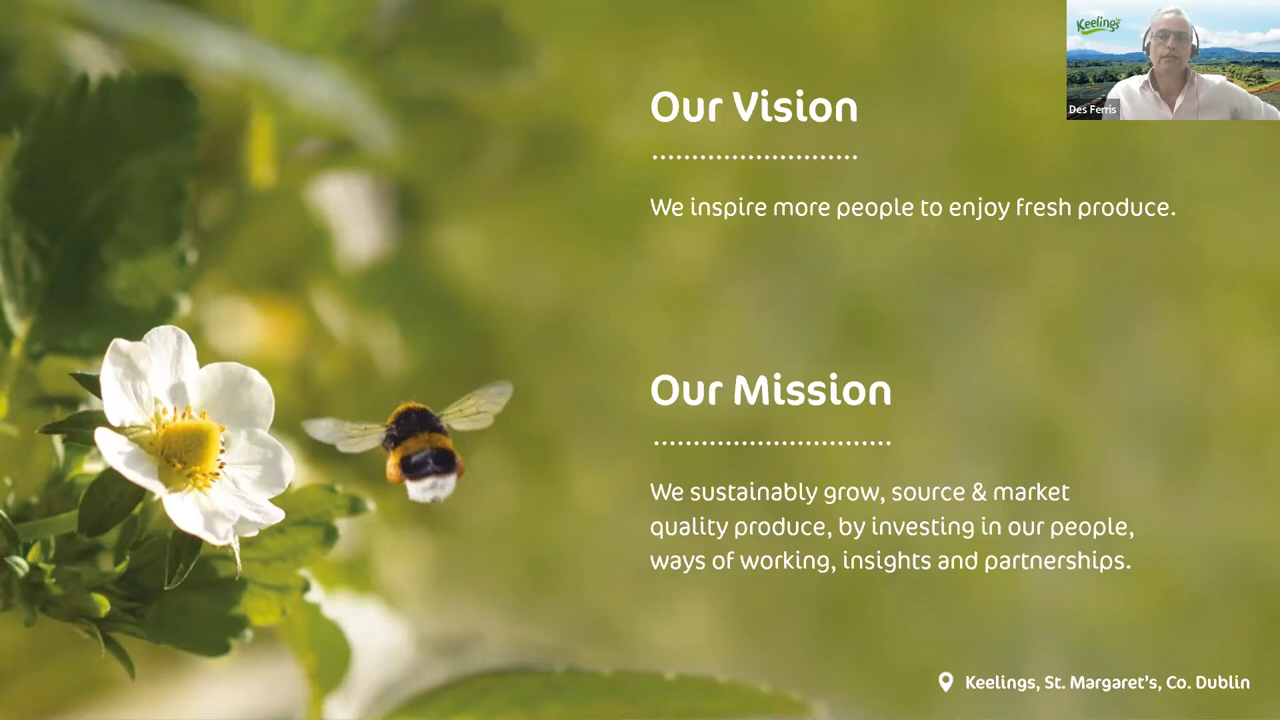 Keelings
Des Ferris
Our Vision
We inspire more people to enjoy fresh produce.
Our Mission
We sustainably grow, source & market
quality produce, by investing in our people,
ways of working, insights and partnerships.
Keelings, St. Margaret's, Co. Dublin